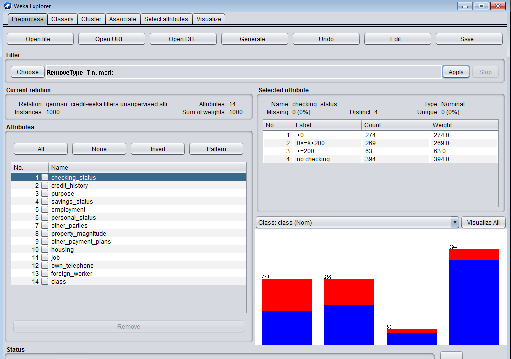 Weka Explorer
Preprocess Classify Cluster Associate Select attributes Visualize
Open file Open URL Open DB Generate Undo Edit Save
Filter
Choose RemoveType Apply Stop
Current relation
Relation: german_credit-weka.filters.unsupervised Attributes: 14
Instances: 1000 Sum of weights: 1000
Attributes
All None Invert Pattern
No. Name
1 checking_status
2 credit_history
3 purpose
4 savings_status
5 employment
6 personal_status
7 other_parties
8 property_magnitude
9 other_payment_plans
10 housing
11 job
12 own_telephone
13 foreign_worker
14 class
Remove
Status
Selected attribute
Name: checking_status Type: Nominal
Missing: 0 (0%) Distinct: 4 Unique: 0 (0%)
No. Label Count Weight
1 <0 274 274.0
2 0<=X<200 269 269.0
3 >=200 63 63.0
4 no checking 394 394.0
Class: class (Nom) Visualize All